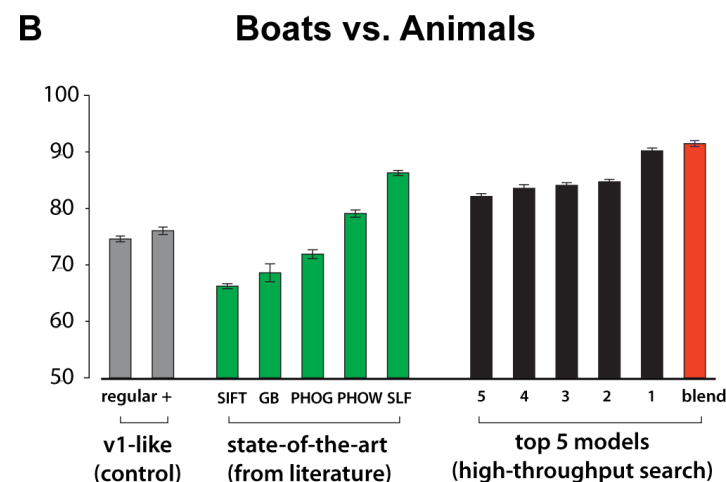 B
Boats vs. Animals
100
90
80
70
60
50
regular + SIFT GB PHOG PHOW SLF 5 4 3 2 1 blend
v1-like
(control)
state-of-the-art
(from literature)
top 5 models
(high-throughput search)